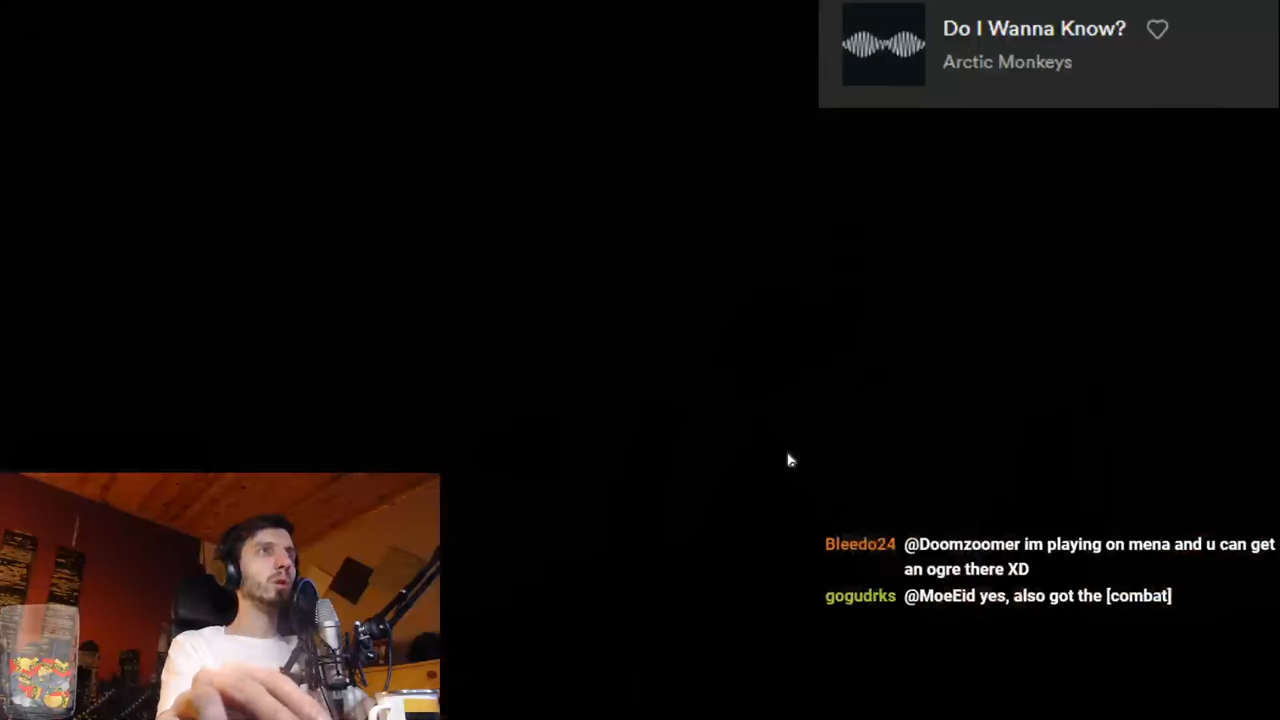 Do I Wanna Know?
Arctic Monkeys
Bleedo24 @Doomzoomer im playing on mena and u can get
an ogre there XD
gogudrks @MoeEid yes, also got the [combat]